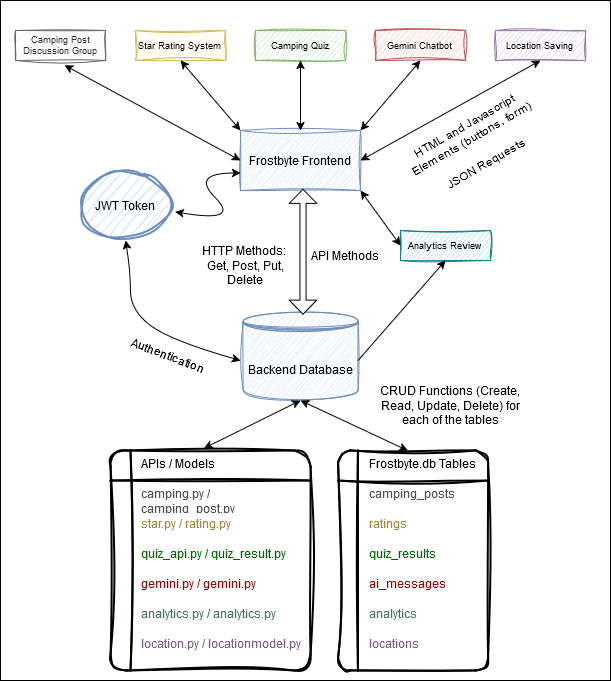 Camping Post
Discussion Group
Star Rating System
Camping Quiz
Gemini Chatbot
Location Saving
HTML and Javascript
Elements (buttons, form)
JSON Requests
Frostbyte Frontend
JWT Token
HTTP Methods:
Get, Post, Put,
Delete
API Methods
Analytics Review
Authentication
Backend Database
CRUD Functions (Create,
Read, Update, Delete) for
each of the tables
APIs / Models
camping.py /
camping_post.py
star.py / rating.py
quiz_api.py / quiz_result.py
gemini.py / gemini.py
analytics.py / analytics.py
location.py / locationmodel.py
Frostbyte.db Tables
camping_posts
ratings
quiz_results
ai_messages
analytics
locations